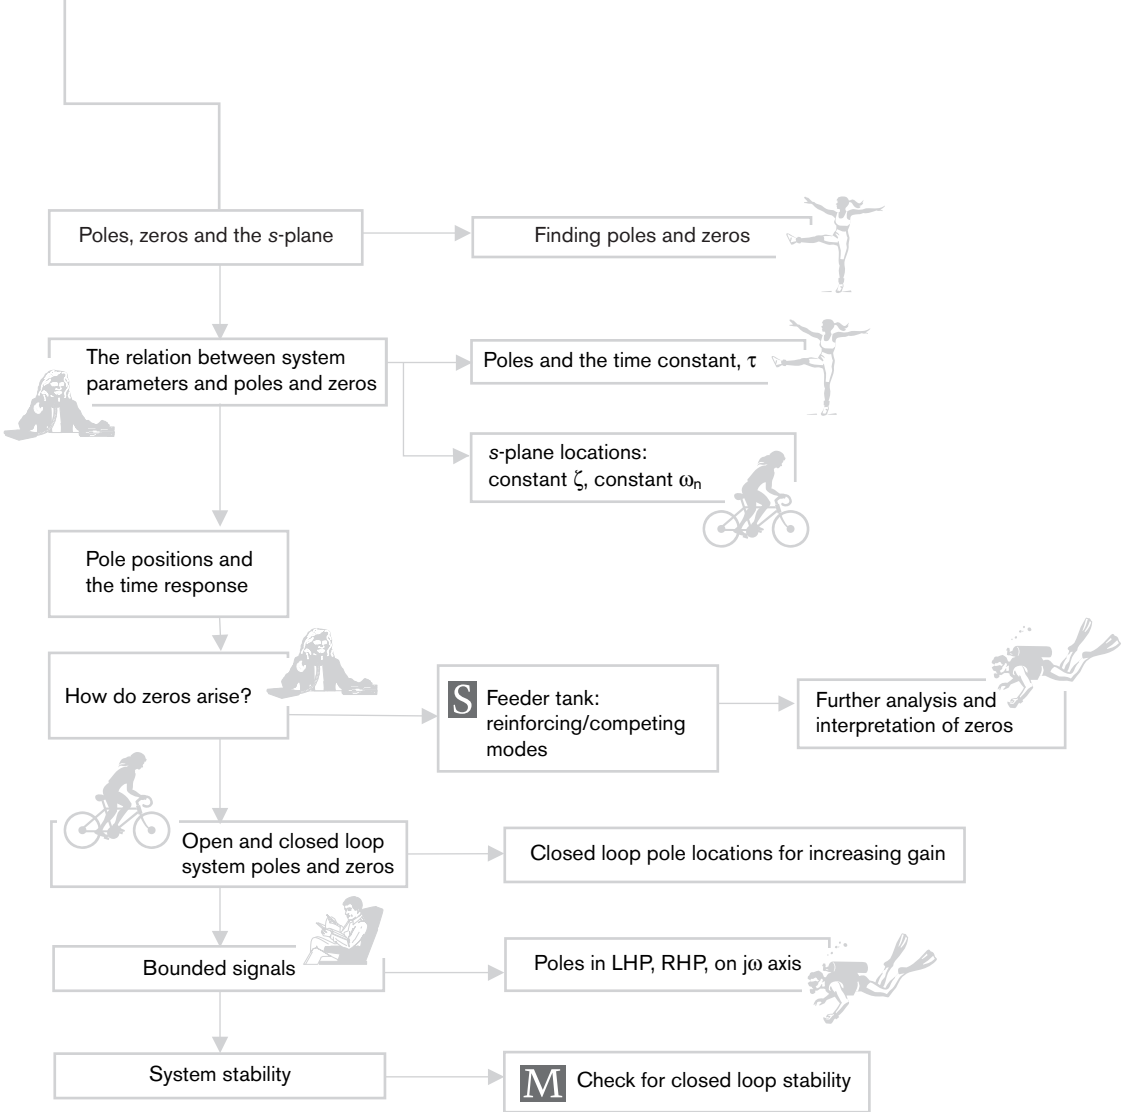 Poles, zeros and the s-plane
Finding poles and zeros
The relation between system
parameters and poles and zeros
Poles and the time constant, τ
s-plane locations:
constant ζ, constant ωn
Pole positions and
the time response
How do zeros arise?
S Feeder tank:
reinforcing/competing
modes
Further analysis and
interpretation of zeros
Open and closed loop
system poles and zeros
Closed loop pole locations for increasing gain
Bounded signals
Poles in LHP, RHP, on jω axis
System stability
M Check for closed loop stability